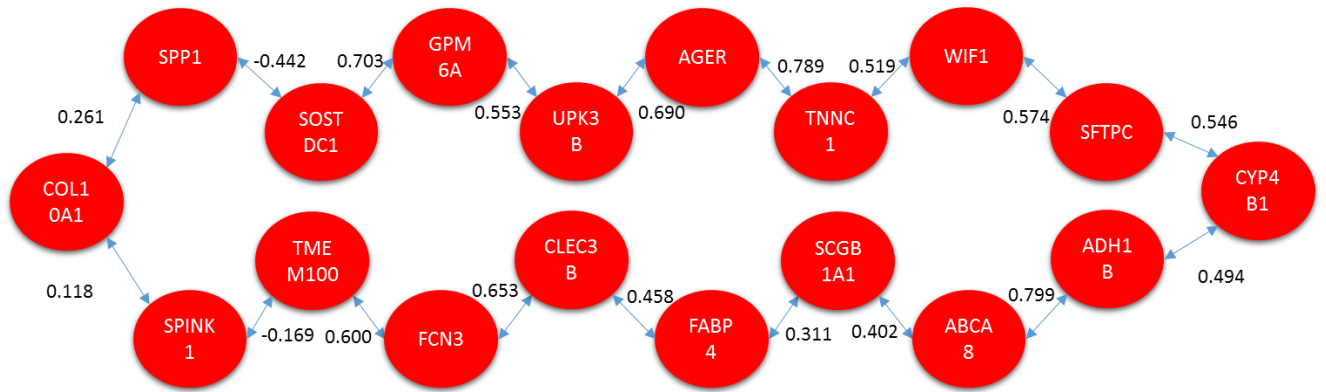 SPP1
-0.442
0.703
GPM
6A
AGER
0.789
0.519
WIF1
0.261
SOST
DC1
0.553
UPK3
B
0.690
TNNC
1
0.574
SFTPC
0.546
COL1
0A1
CYP4
B1
TME
M100
CLEC3
B
SCGB
1A1
ADH1
B
0.118
0.653
0.458
0.799
0.494
SPINK
1
-0.169
0.600
FCN3
FABP
4
0.311
0.402
ABCA
8